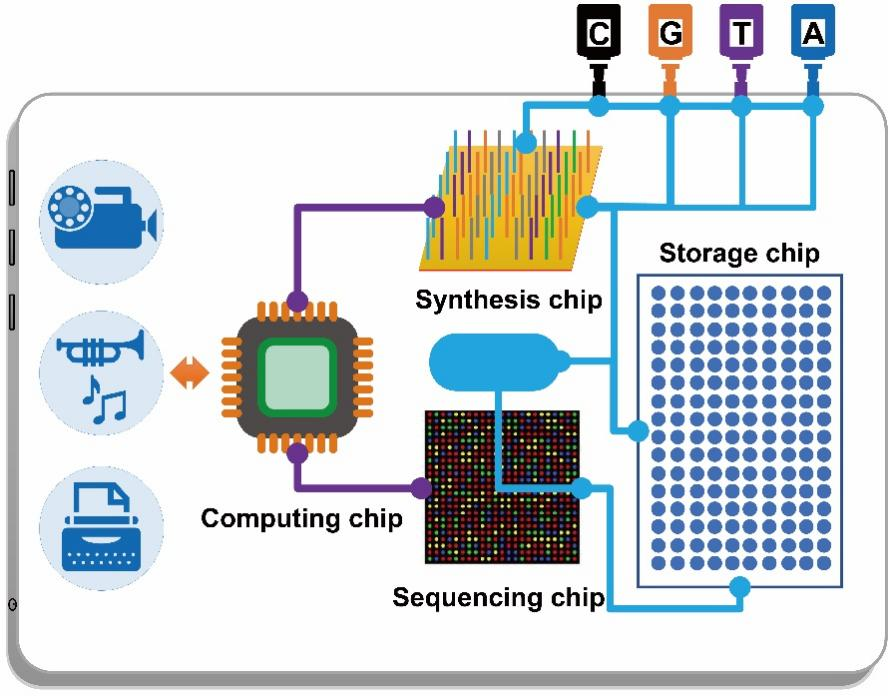 C G T A
Storage chip
Synthesis chip
Computing chip
Sequencing chip